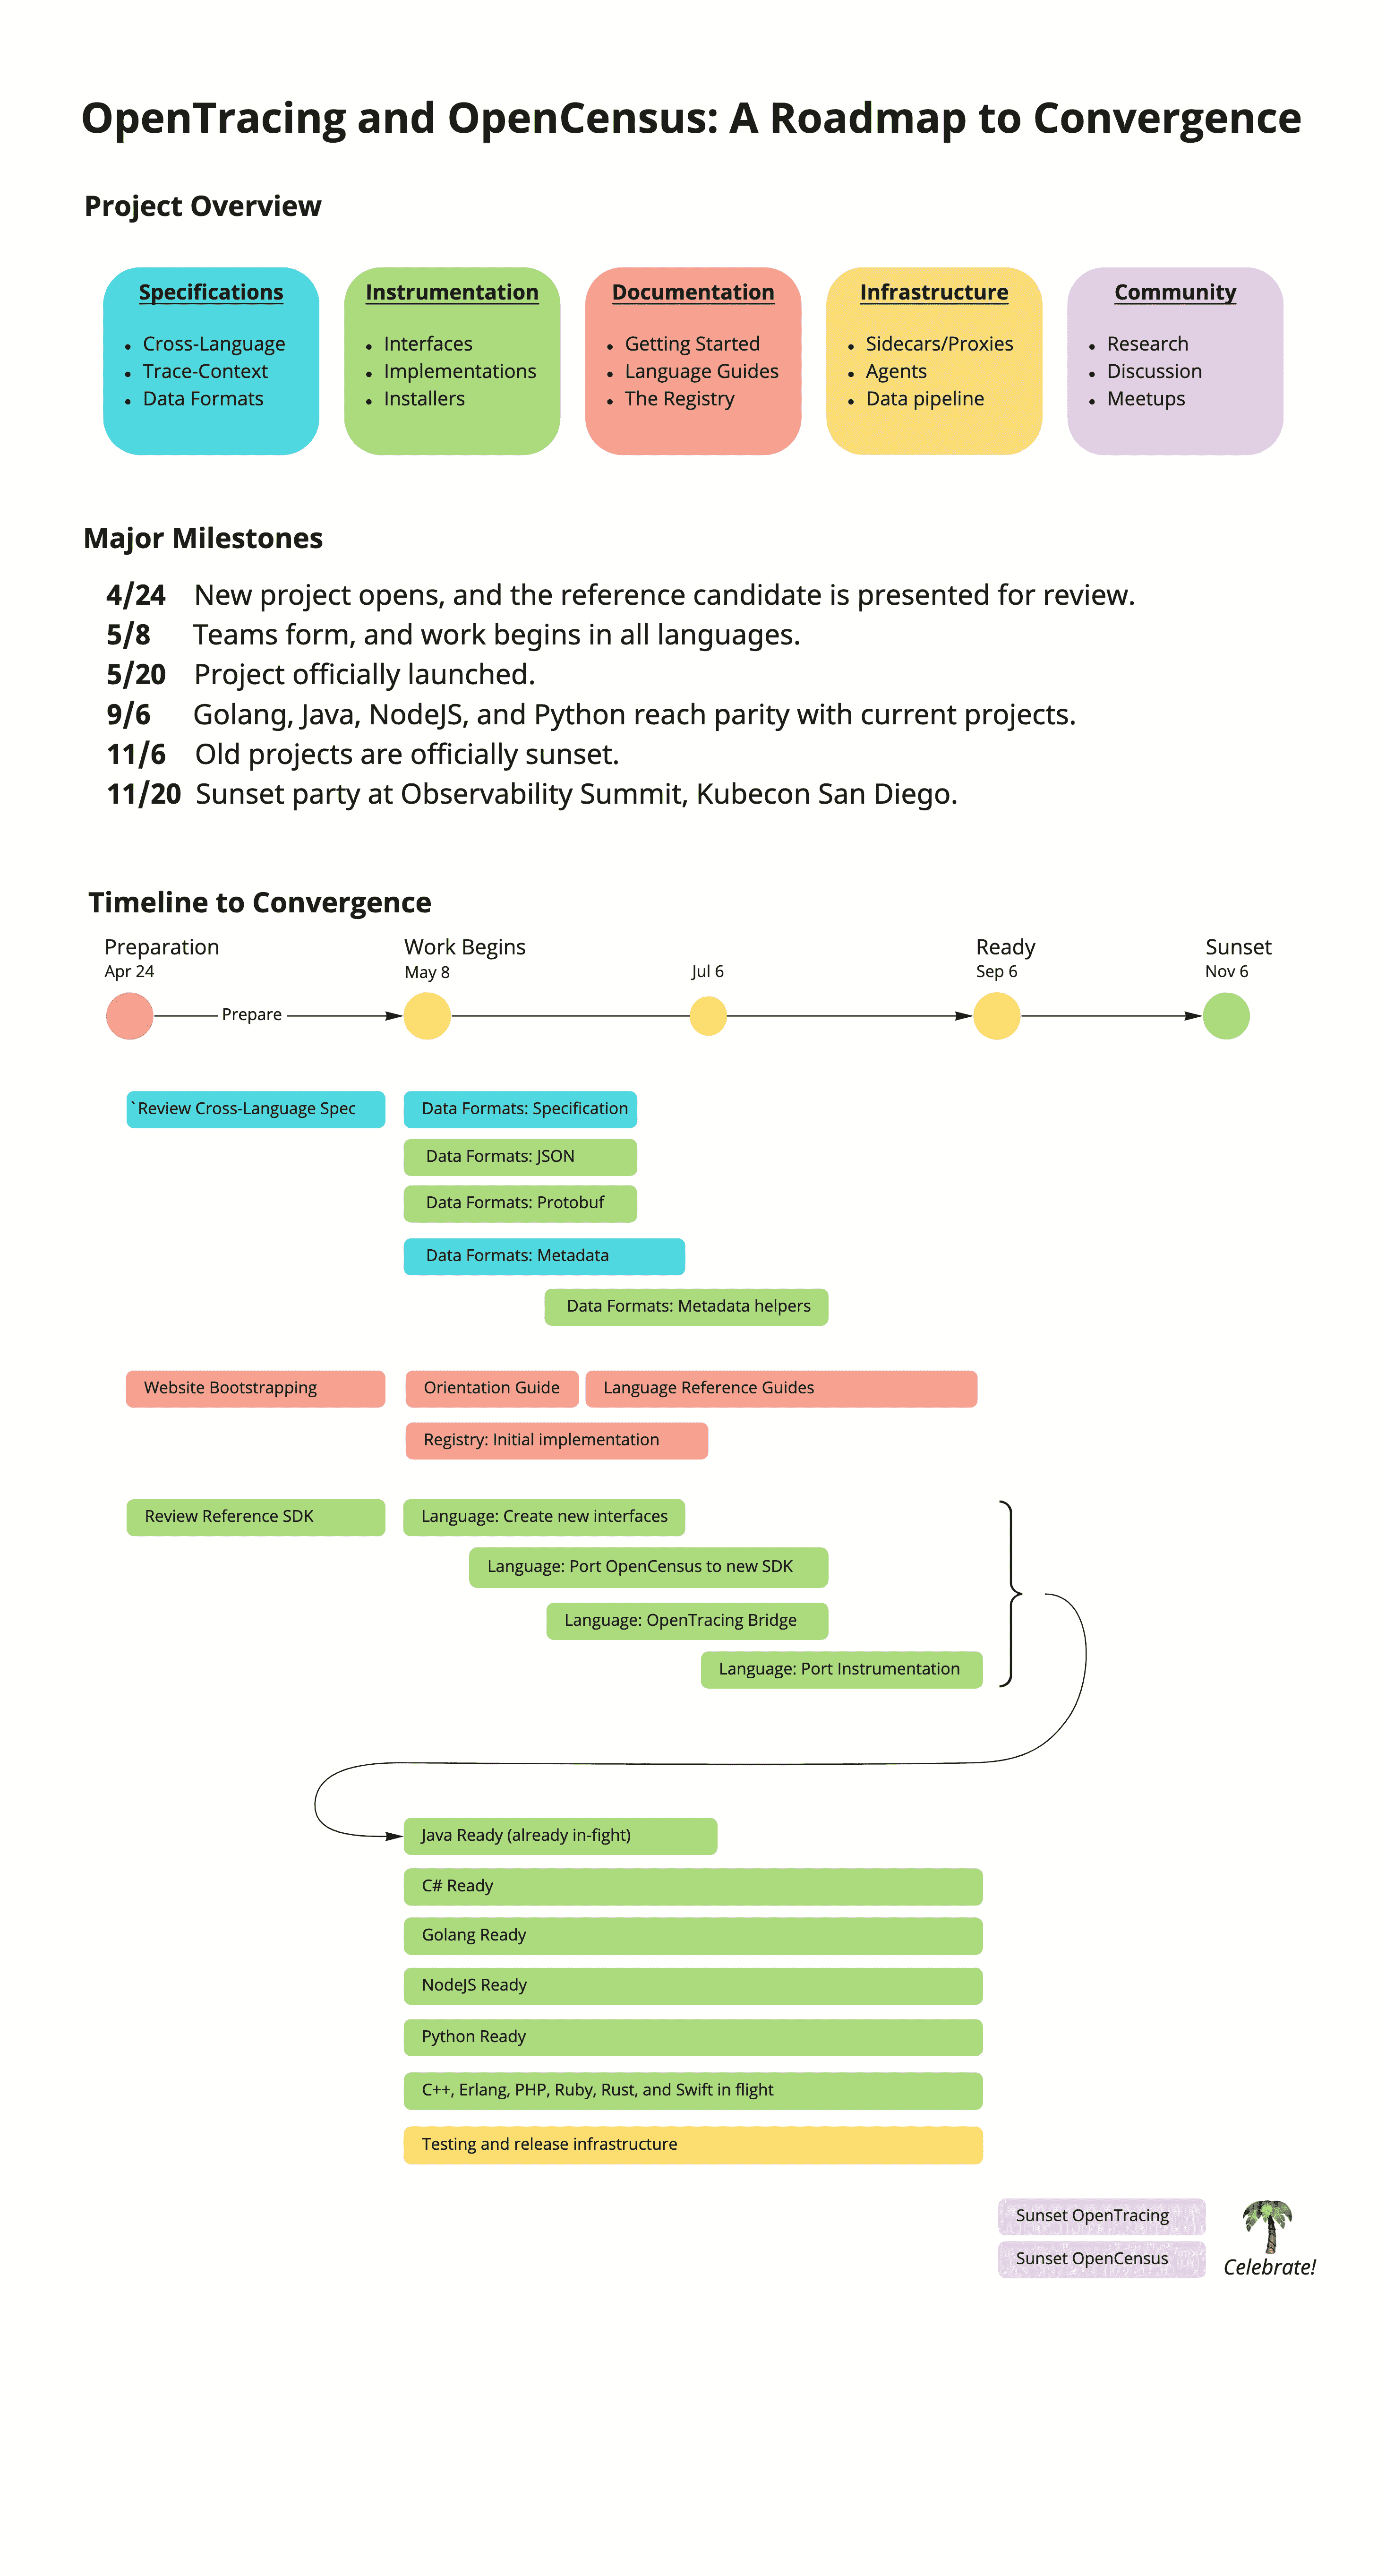 OpenTracing and OpenCensus: A Roadmap to Convergence
Project Overview
Specifications
• Cross-Language
• Trace-Context
• Data Formats
Instrumentation
• Interfaces
• Implementations
• Installers
Documentation
• Getting Started
• Language Guides
• The Registry
Infrastructure
• Sidecars/Proxies
• Agents
• Data pipeline
Community
• Research
• Discussion
• Meetups
Major Milestones
4/24 New project opens, and the reference candidate is presented for review.
5/8 Teams form, and work begins in all languages.
5/20 Project officially launched.
9/6 Golang, Java, NodeJS, and Python reach parity with current projects.
11/6 Old projects are officially sunset.
11/20 Sunset party at Observability Summit, Kubecon San Diego.
Timeline to Convergence
Preparation
Apr 24
Work Begins
May 8
Jul 6
Ready
Sep 6
Sunset
Nov 6
Prepare
`Review Cross-Language Spec
Data Formats: Specification
Data Formats: JSON
Data Formats: Protobuf
Data Formats: Metadata
Data Formats: Metadata helpers
Website Bootstrapping
Orientation Guide
Language Reference Guides
Registry: Initial implementation
Review Reference SDK
Language: Create new interfaces
Language: Port OpenCensus to new SDK
Language: OpenTracing Bridge
Language: Port Instrumentation
Java Ready (already in-fight)
C# Ready
Golang Ready
NodeJS Ready
Python Ready
C++, Erlang, PHP, Ruby, Rust, and Swift in flight
Testing and release infrastructure
Sunset OpenTracing
Sunset OpenCensus
Celebrate!